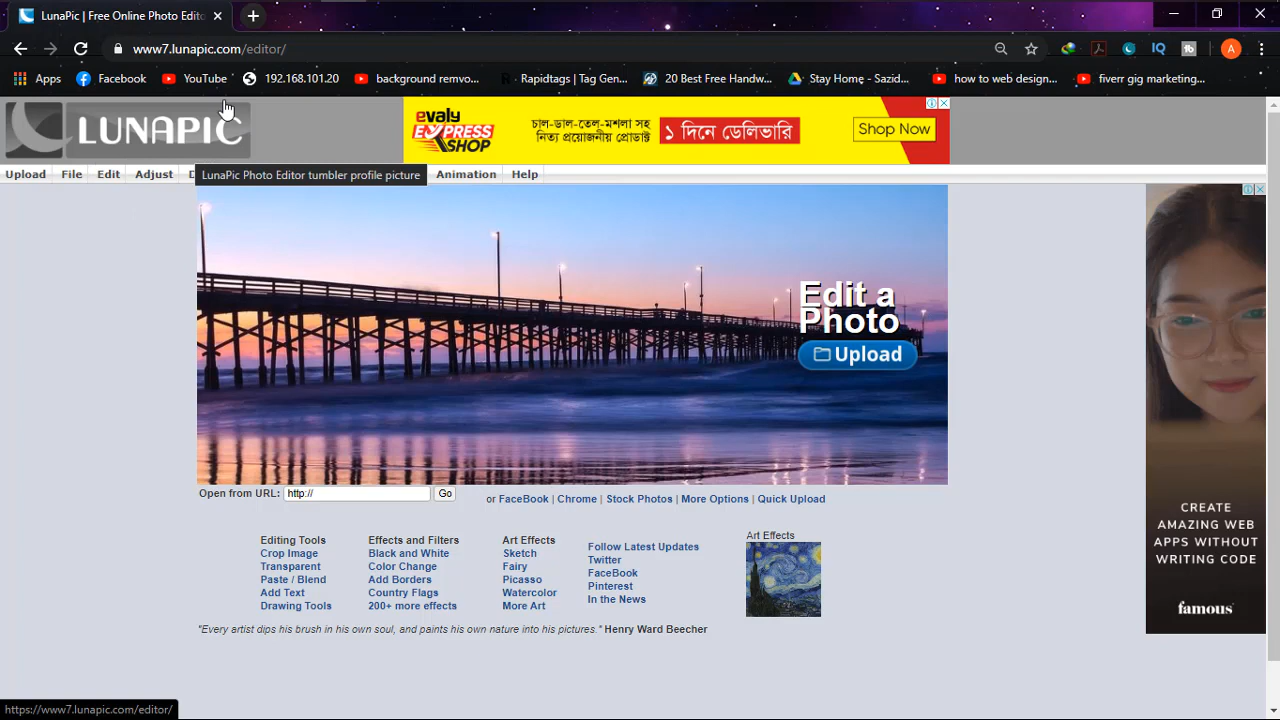 LunaPic | Free Online Photo Edito
www7.lunapic.com/editor/
A
Apps Facebook YouTube 192.168.101.20 background remvo... Rapidtags | Tag Gen... 20 Best Free Handw... Stay Home - Sazid... how to web design... fiverr gig marketing...
LUNAPIC
evaly EXPRESS SHOP
চাল-ডাল-তেল-মশলা সহ
নিত্য প্রয়োজনীয় প্রোডাক্ট
১ দিনে ডেলিভারি
Shop Now
Upload File Edit Adjust D Animation Help
LunaPic Photo Editor tumbler profile picture
Edit a
Photo
Upload
Open from URL: http:// Go or FaceBook | Chrome | Stock Photos | More Options | Quick Upload
Editing Tools
Crop Image
Transparent
Paste / Blend
Add Text
Drawing Tools
Effects and Filters
Black and White
Color Change
Add Borders
Country Flags
200+ more effects
Art Effects
Sketch
Fairy
Picasso
Watercolor
More Art
Follow Latest Updates
Twitter
FaceBook
Pinterest
In the News
Art Effects
"Every artist dips his brush in his own soul, and paints his own nature into his pictures." Henry Ward Beecher
CREATE
AMAZING WEB
APPS WITHOUT
WRITING CODE
famous
https://www7.lunapic.com/editor/